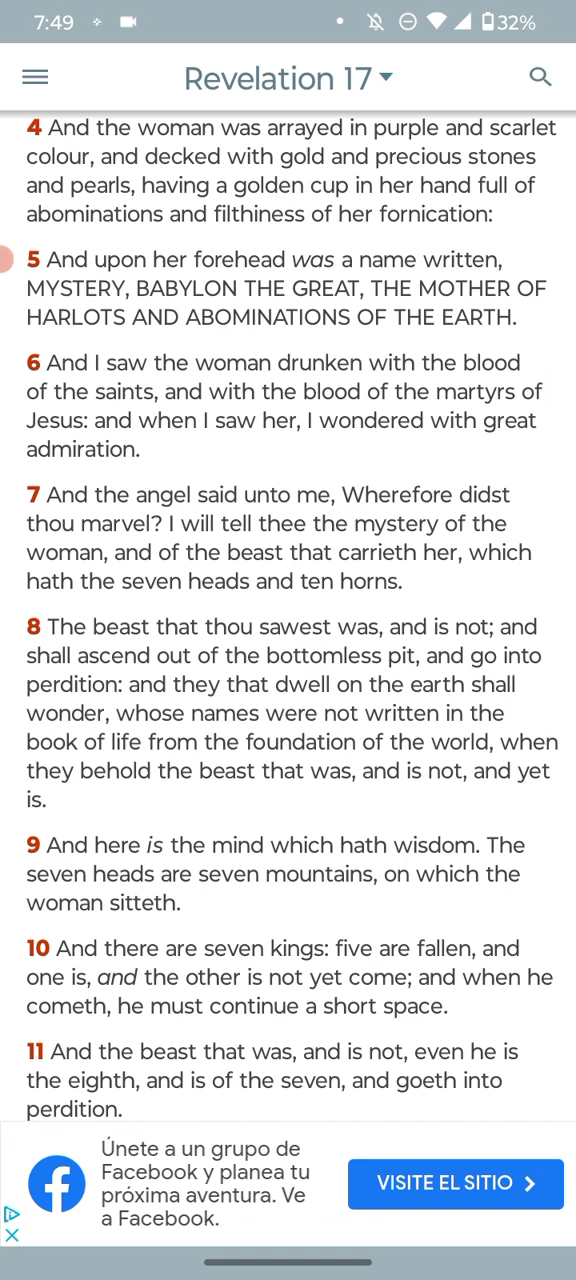 7:49
32%
Revelation 17
4 And the woman was arrayed in purple and scarlet
colour, and decked with gold and precious stones
and pearls, having a golden cup in her hand full of
abominations and filthiness of her fornication:
5 And upon her forehead was a name written,
MYSTERY, BABYLON THE GREAT, THE MOTHER OF
HARLOTS AND ABOMINATIONS OF THE EARTH.
6 And I saw the woman drunken with the blood
of the saints, and with the blood of the martyrs of
Jesus: and when I saw her, I wondered with great
admiration.
7 And the angel said unto me, Wherefore didst
thou marvel? I will tell thee the mystery of the
woman, and of the beast that carrieth her, which
hath the seven heads and ten horns.
8 The beast that thou sawest was, and is not; and
shall ascend out of the bottomless pit, and go into
perdition: and they that dwell on the earth shall
wonder, whose names were not written in the
book of life from the foundation of the world, when
they behold the beast that was, and is not, and yet
is.
9 And here is the mind which hath wisdom. The
seven heads are seven mountains, on which the
woman sitteth.
10 And there are seven kings: five are fallen, and
one is, and the other is not yet come; and when he
cometh, he must continue a short space.
11 And the beast that was, and is not, even he is
the eighth, and is of the seven, and goeth into
perdition.
Únete a un grupo de
Facebook y planea tu
próxima aventura. Ve
a Facebook.
VISITE EL SITIO